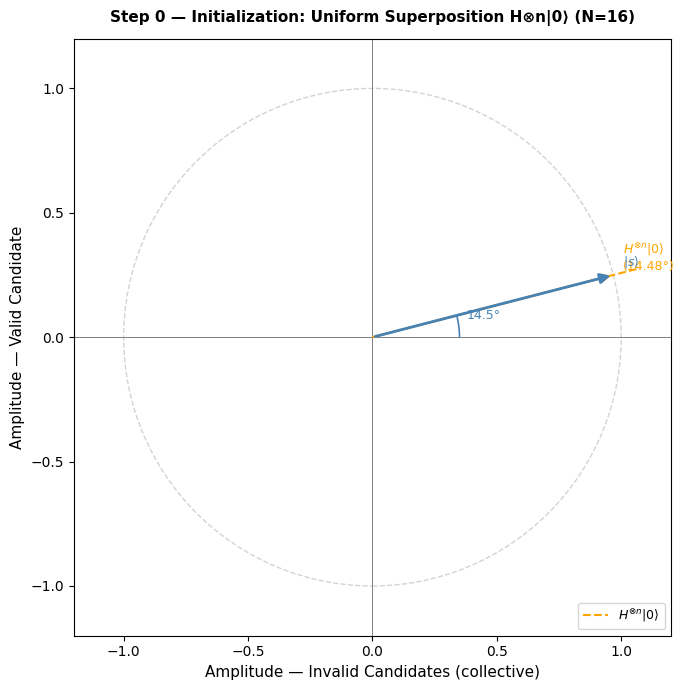 Step 0 — Initialization: Uniform Superposition H⊗n|0⟩ (N=16)
1.0
0.5
0.0
−0.5
−1.0
Amplitude — Valid Candidate
H⊗n|0⟩
|s⟩
(14.48°)
14.5°
H⊗n|0⟩
−1.0 −0.5 0.0 0.5 1.0
Amplitude — Invalid Candidates (collective)